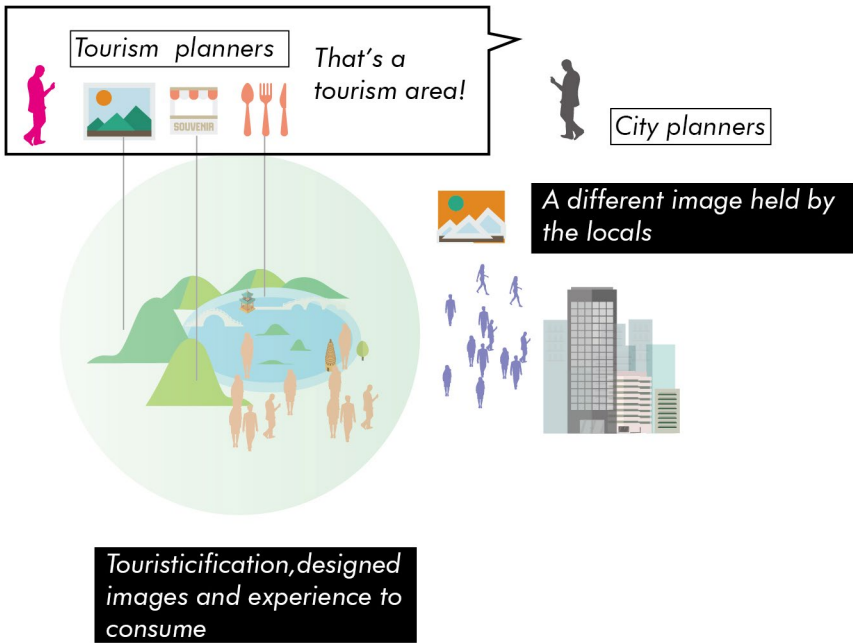 Tourism planners
That's a
tourism area!
SOUVENIR
City planners
A different image held by
the locals
Touristicification,designed
images and experience to
consume